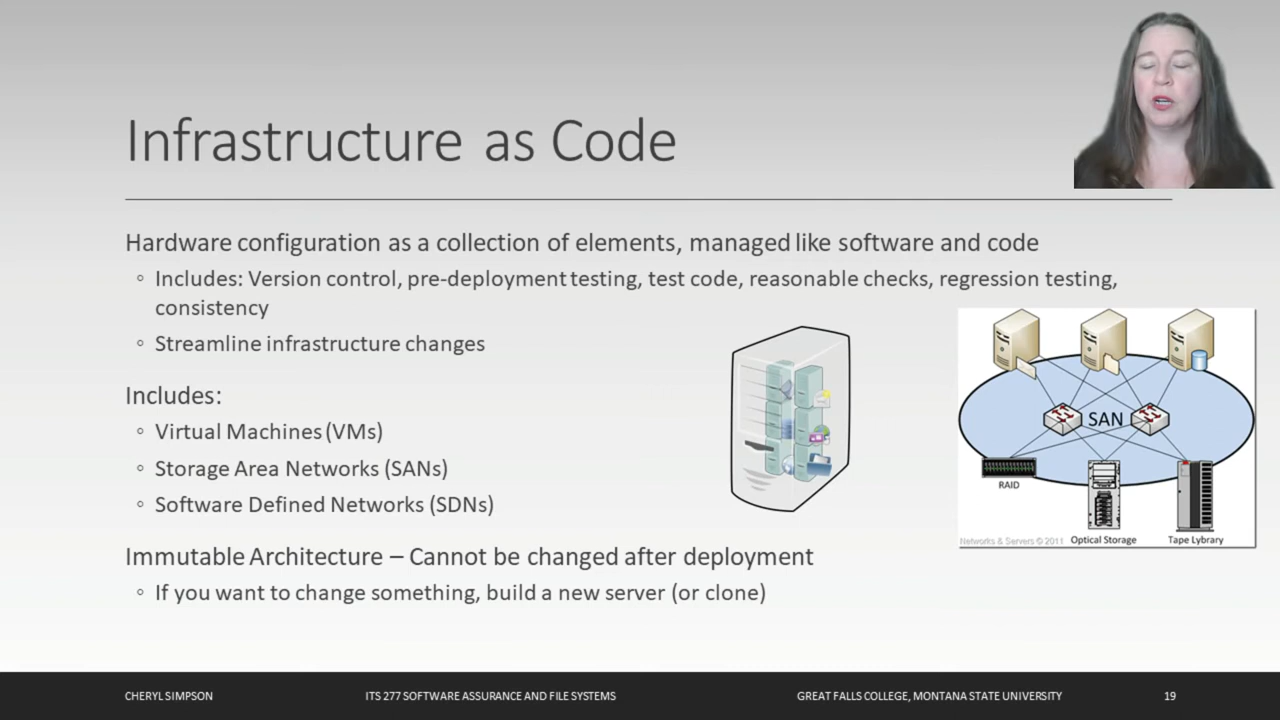 Infrastructure as Code
Hardware configuration as a collection of elements, managed like software and code
◦ Includes: Version control, pre-deployment testing, test code, reasonable checks, regression testing,
consistency
◦ Streamline infrastructure changes
Includes:
◦ Virtual Machines (VMs)
◦ Storage Area Networks (SANs)
◦ Software Defined Networks (SDNs)
Immutable Architecture – Cannot be changed after deployment
◦ If you want to change something, build a new server (or clone)
SAN
RAID
Optical Storage
Tape Lybrary
Networks & Servers © 2011
CHERYL SIMPSON
ITS 277 SOFTWARE ASSURANCE AND FILE SYSTEMS
GREAT FALLS COLLEGE, MONTANA STATE UNIVERSITY
19